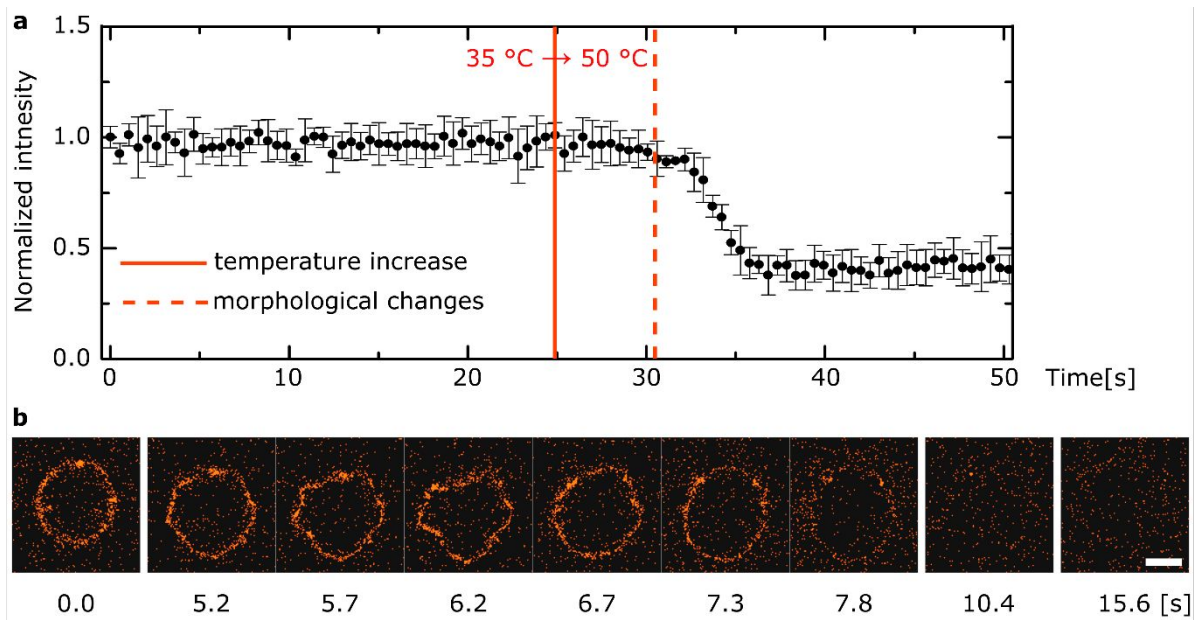 a
1.5
1.0
0.5
0.0
Normalized intnesity
35 °C → 50 °C
temperature increase
morphological changes
0 10 20 30 40 50 Time[s]
b
0.0 5.2 5.7 6.2 6.7 7.3 7.8 10.4 15.6 [s]